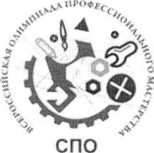 ВСЕРОССИЙСКАЯ ОЛИМПИАДА ПРОФЕССИОНАЛЬНОГО МАСТЕРСТВА
СПО